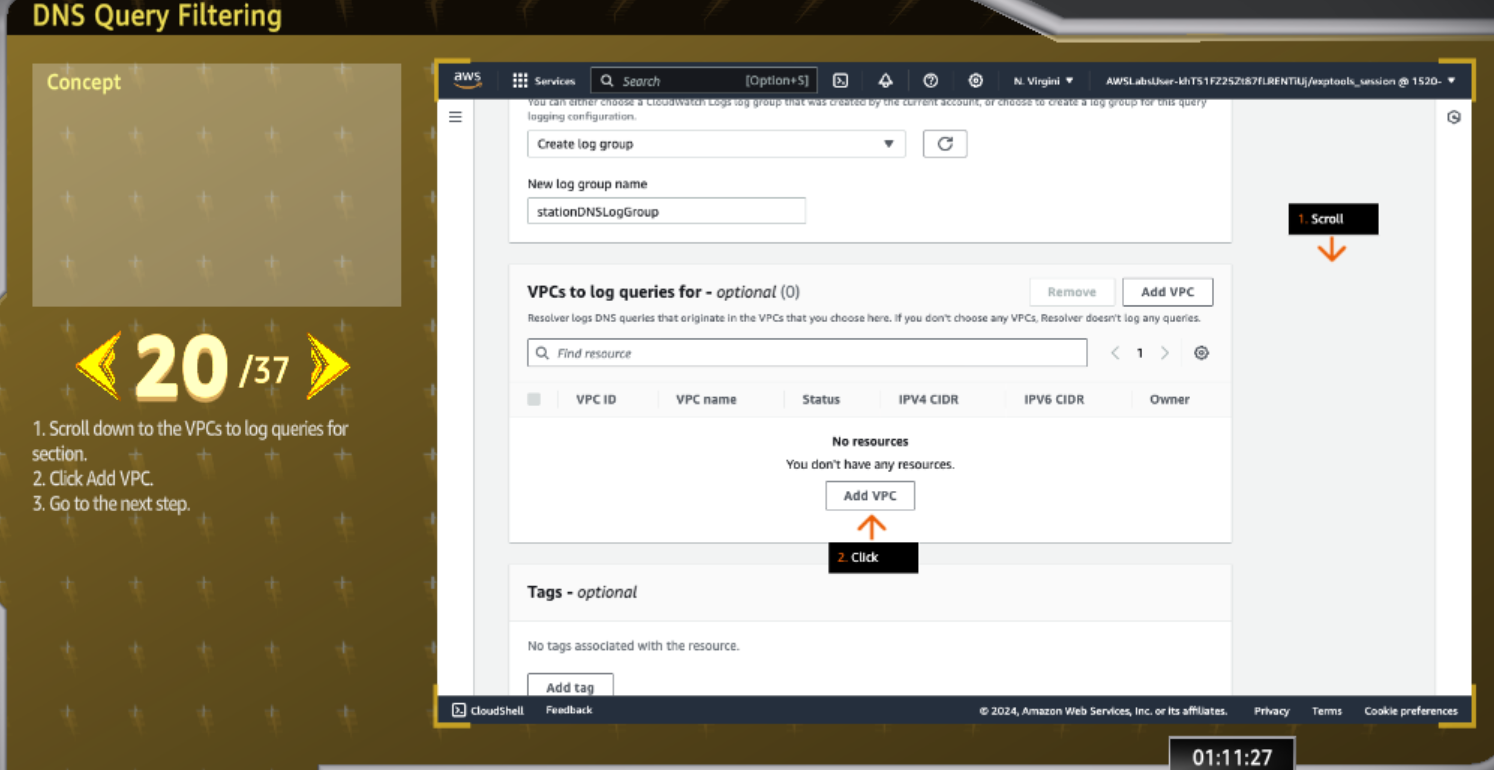 DNS Query Filtering
Concept
20 /37
1. Scroll down to the VPCs to log queries for
section.
2. Click Add VPC.
3. Go to the next step.
aws
Services
Search
[Option+S]
N. Virgini
AWSLabsUser-khT51FZ25Zt87fLRENTiUj/exptools_session @ 1520-
You can either choose a CloudWatch Logs log group that was created by the current account, or choose to create a log group for this query
logging configuration.
Create log group
New log group name
stationDNSLogGroup
1. Scroll
VPCs to log queries for - optional (0)
Remove
Add VPC
Resolver logs DNS queries that originate in the VPCs that you choose here. If you don't choose any VPCs, Resolver doesn't log any queries.
Find resource
1
VPC ID
VPC name
Status
IPV4 CIDR
IPV6 CIDR
Owner
No resources
You don't have any resources.
Add VPC
2. Click
Tags - optional
No tags associated with the resource.
Add tag
CloudShell
Feedback
© 2024, Amazon Web Services, Inc. or its affiliates.
Privacy
Terms
Cookie preferences
01:11:27